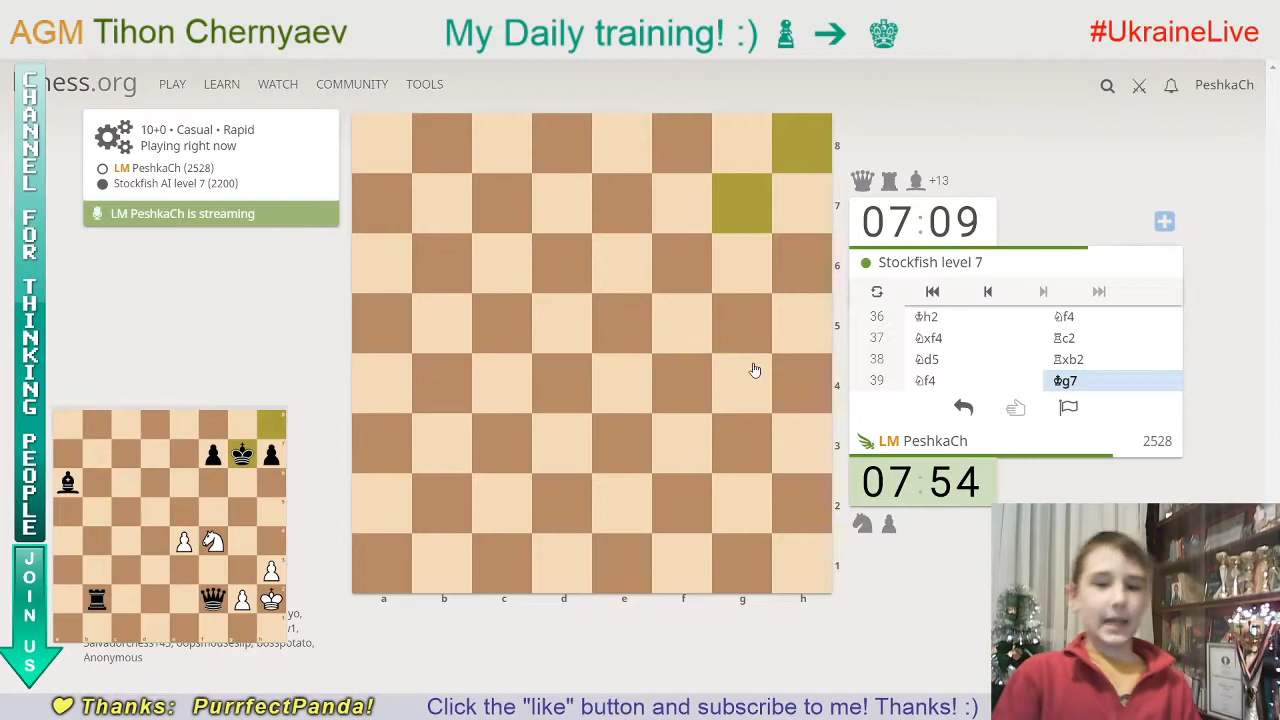 AGM Tihon Chernyaev
My Daily training! :)
#UkraineLive
hess.org
PLAY LEARN WATCH COMMUNITY TOOLS
PeshkaCh
CHANNEL FOR THINKING PEOPLE
JOIN US
10+0 • Casual • Rapid
Playing right now
LM PeshkaCh (2528)
Stockfish AI level 7 (2200)
LM PeshkaCh is streaming
8
7
6
5
4
3
2
1
a b c d e f g h
+13
07:09
Stockfish level 7
36 ♔h2 ♘f4
37 ♘xf4 ♖c2
38 ♘d5 ♖xb2
39 ♘f4 ♔g7
LM PeshkaCh 2528
07:54
Anonymous
Thanks: PurrfectPanda!
Click the "like" button and subscribe to me! Thanks! :)